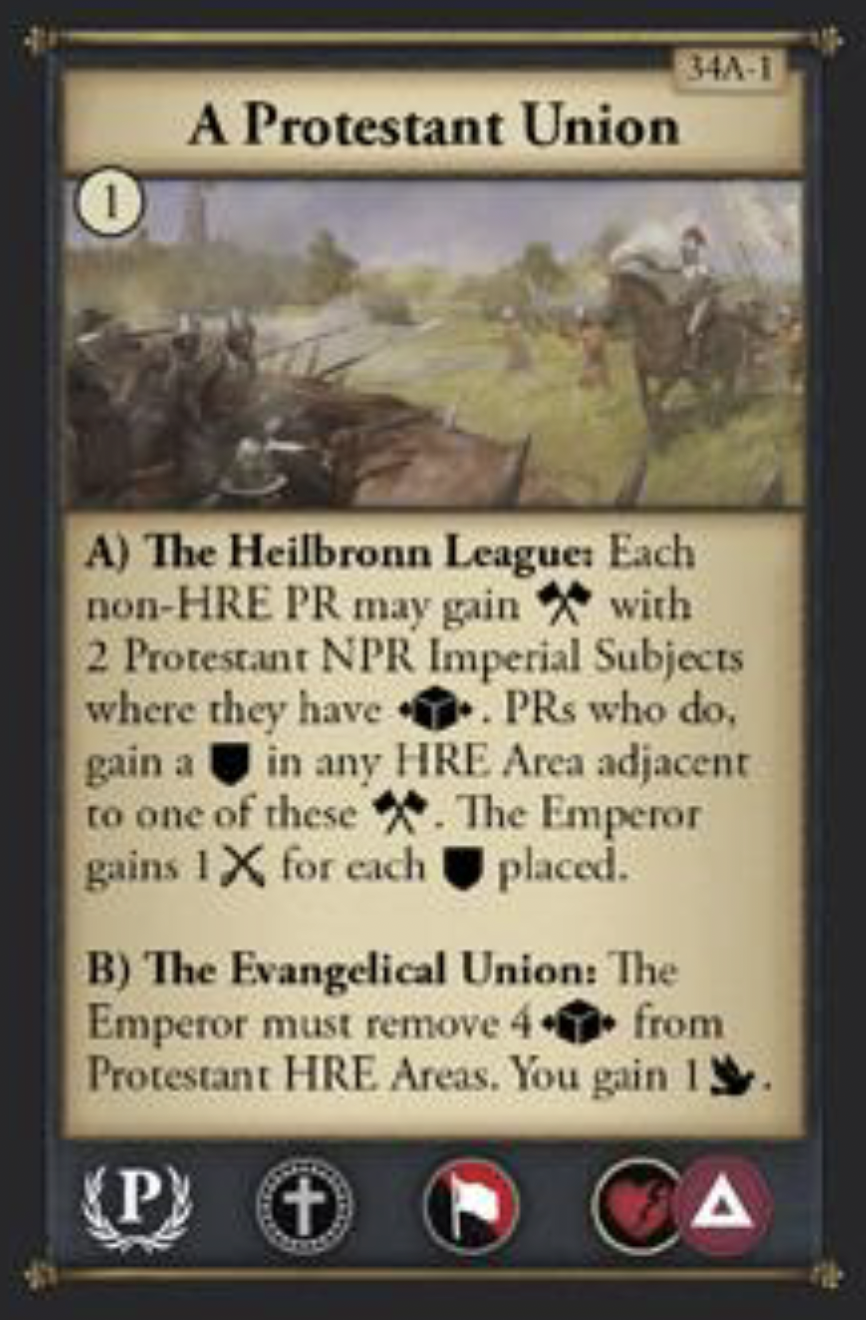 34A-1
A Protestant Union
1
A) The Heilbronn League: Each
non-HRE PR may gain with
2 Protestant NPR Imperial Subjects
where they have . PRs who do,
gain a in any HRE Area adjacent
to one of these . The Emperor
gains 1 for each placed.
B) The Evangelical Union: The
Emperor must remove 4 from
Protestant HRE Areas. You gain 1 .
P